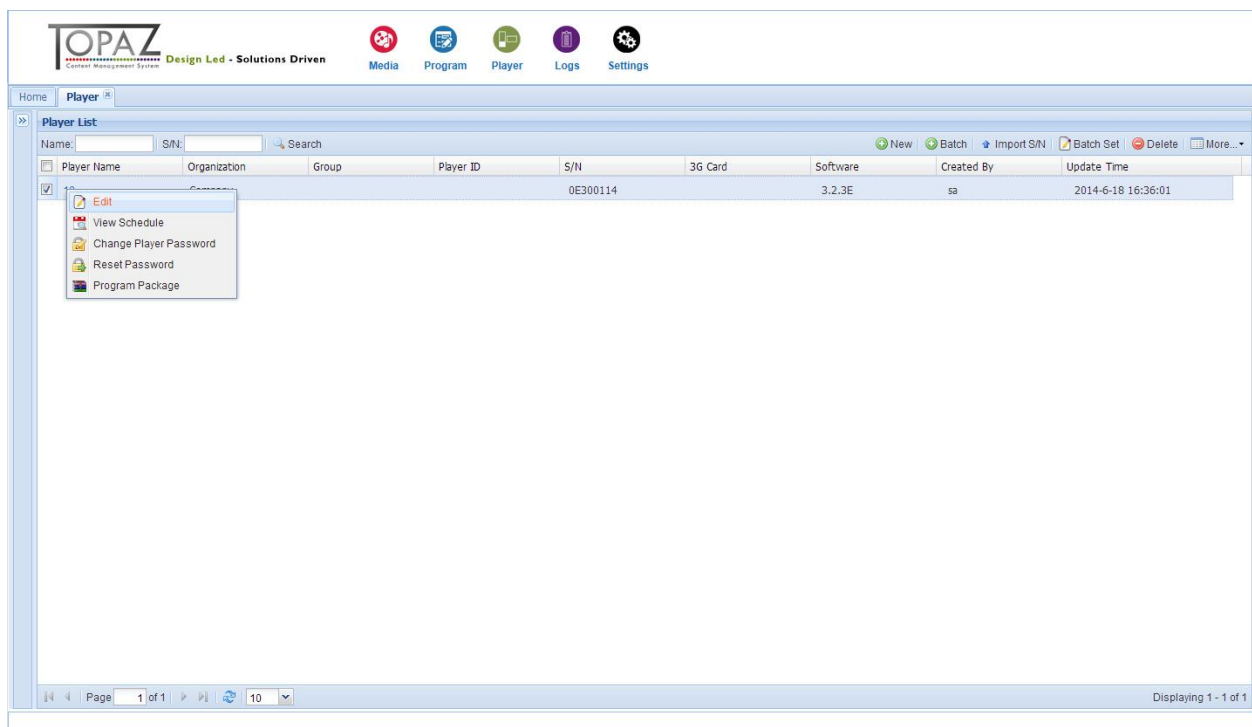 TOPAZ
Content Management System
Design Led - Solutions Driven
Media Program Player Logs Settings
Home Player
Player List
Name: S/N: Search New Batch Import S/N Batch Set Delete More...
Player Name Organization Group Player ID S/N 3G Card Software Created By Update Time
0E300114 3.2.3E sa 2014-6-18 16:36:01
Edit
View Schedule
Change Player Password
Reset Password
Program Package
Page 1 of 1 10 Displaying 1 - 1 of 1